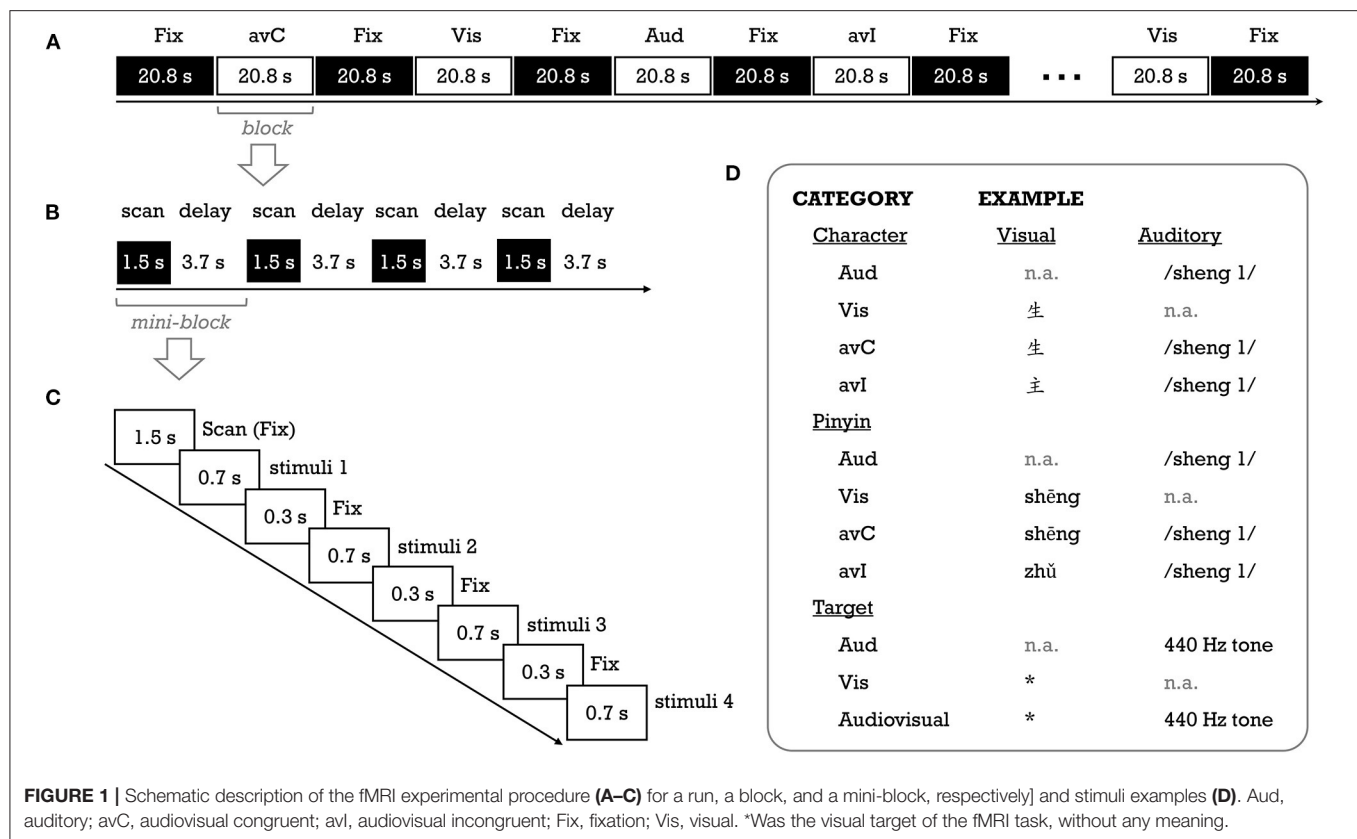 A
Fix avC Fix Vis Fix Aud Fix avI Fix Vis Fix
20.8 s 20.8 s 20.8 s 20.8 s 20.8 s 20.8 s 20.8 s 20.8 s 20.8 s ... 20.8 s 20.8 s
block
B
scan delay scan delay scan delay scan delay
1.5 s 3.7 s 1.5 s 3.7 s 1.5 s 3.7 s 1.5 s 3.7 s
mini-block
C
1.5 s Scan (Fix)
0.7 s stimuli 1
0.3 s Fix
0.7 s stimuli 2
0.3 s Fix
0.7 s stimuli 3
0.3 s Fix
0.7 s stimuli 4
D
CATEGORY EXAMPLE
Character Visual Auditory
Aud n.a. /sheng 1/
Vis 生 n.a.
avC 生 /sheng 1/
avI 主 /sheng 1/
Pinyin
Aud n.a. /sheng 1/
Vis shēng n.a.
avC shēng /sheng 1/
avI zhǔ /sheng 1/
Target
Aud n.a. 440 Hz tone
Vis * n.a.
Audiovisual * 440 Hz tone
FIGURE 1 | Schematic description of the fMRI experimental procedure (A–C) for a run, a block, and a mini-block, respectively] and stimuli examples (D). Aud,
auditory; avC, audiovisual congruent; avI, audiovisual incongruent; Fix, fixation; Vis, visual. *Was the visual target of the fMRI task, without any meaning.